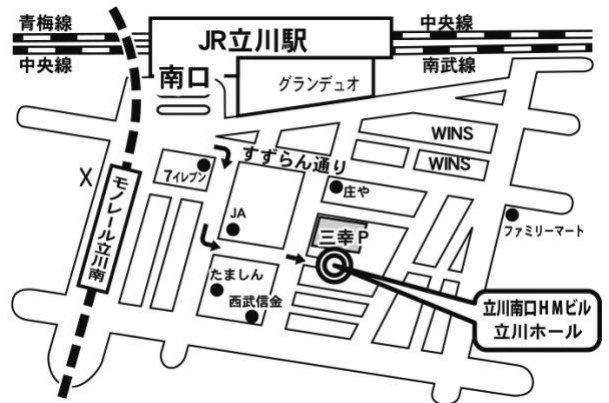 青梅線
中央線
JR立川駅
中央線
南武線
南口
グランデュオ
WINS
WINS
すずらん通り
7イレブン
庄や
JA
三幸P
ファミリーマート
モノレール立川南
たましん
西武信金
立川南口HMビル
立川ホール